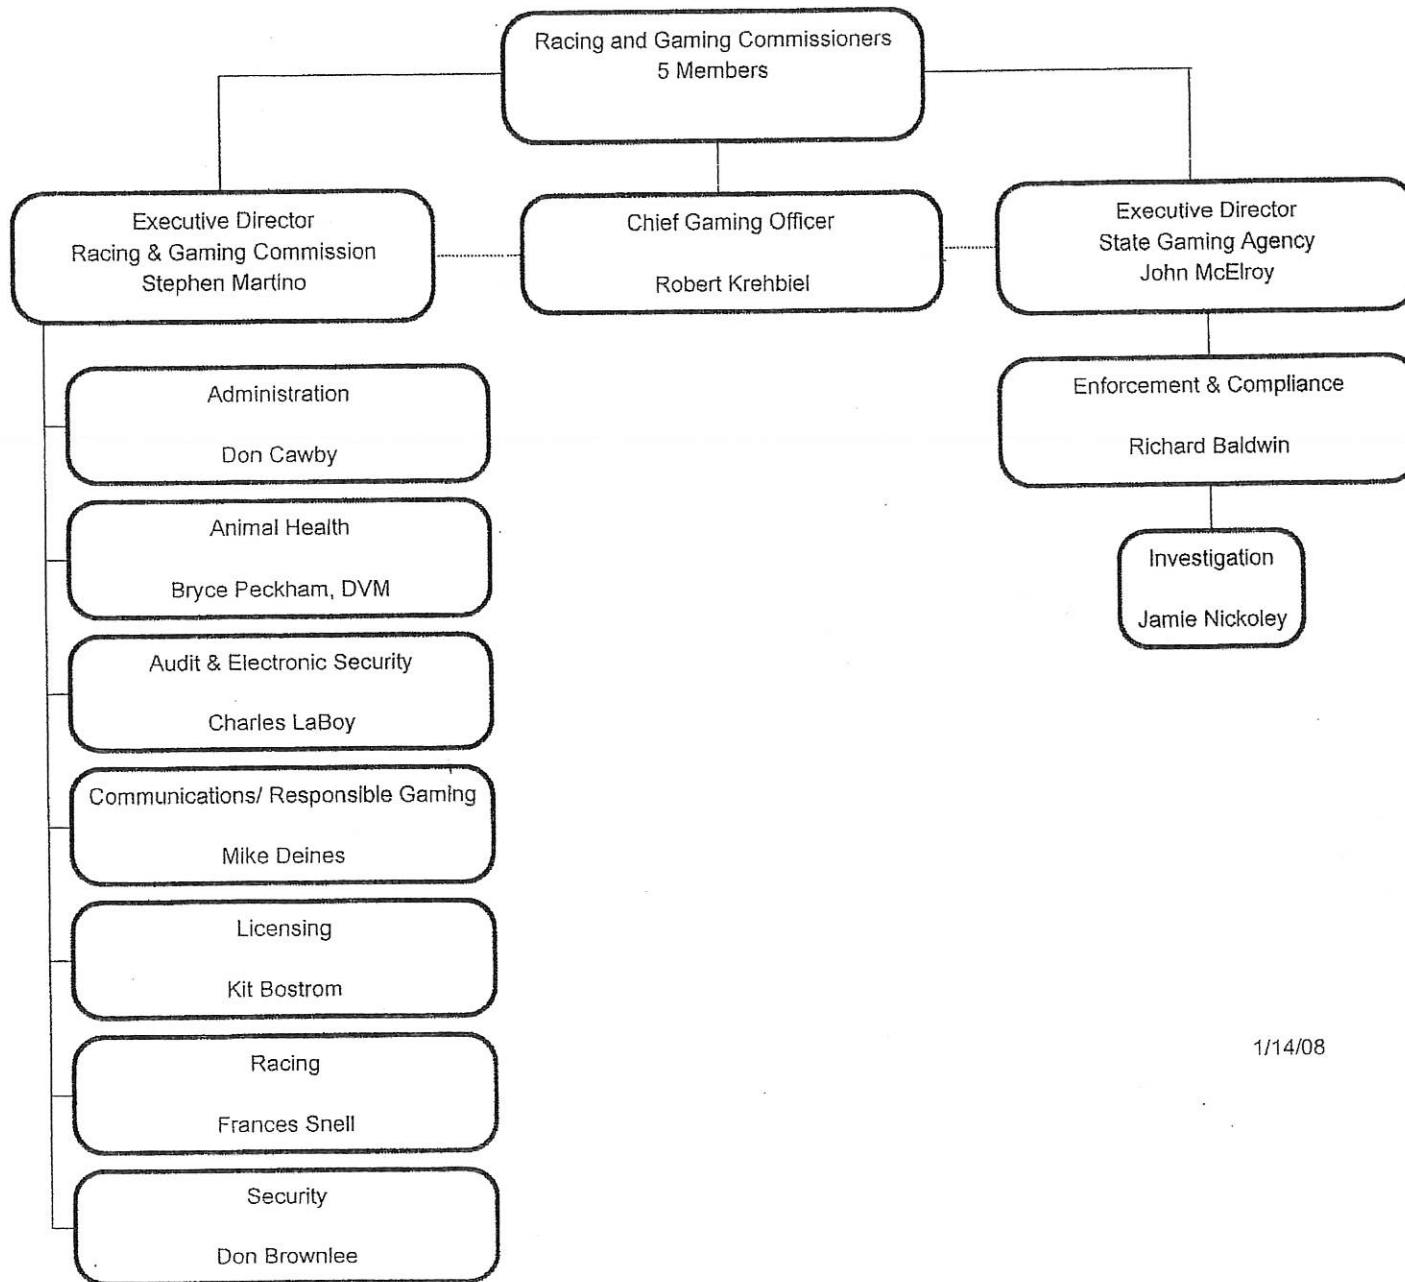 Racing and Gaming Commissioners
5 Members
Executive Director
Racing & Gaming Commission
Stephen Martino
Chief Gaming Officer
Robert Krehbiel
Executive Director
State Gaming Agency
John McElroy
Administration
Don Cawby
Animal Health
Bryce Peckham, DVM
Audit & Electronic Security
Charles LaBoy
Communications/ Responsible Gaming
Mike Deines
Licensing
Kit Bostrom
Racing
Frances Snell
Security
Don Brownlee
Enforcement & Compliance
Richard Baldwin
Investigation
Jamie Nickoley
1/14/08